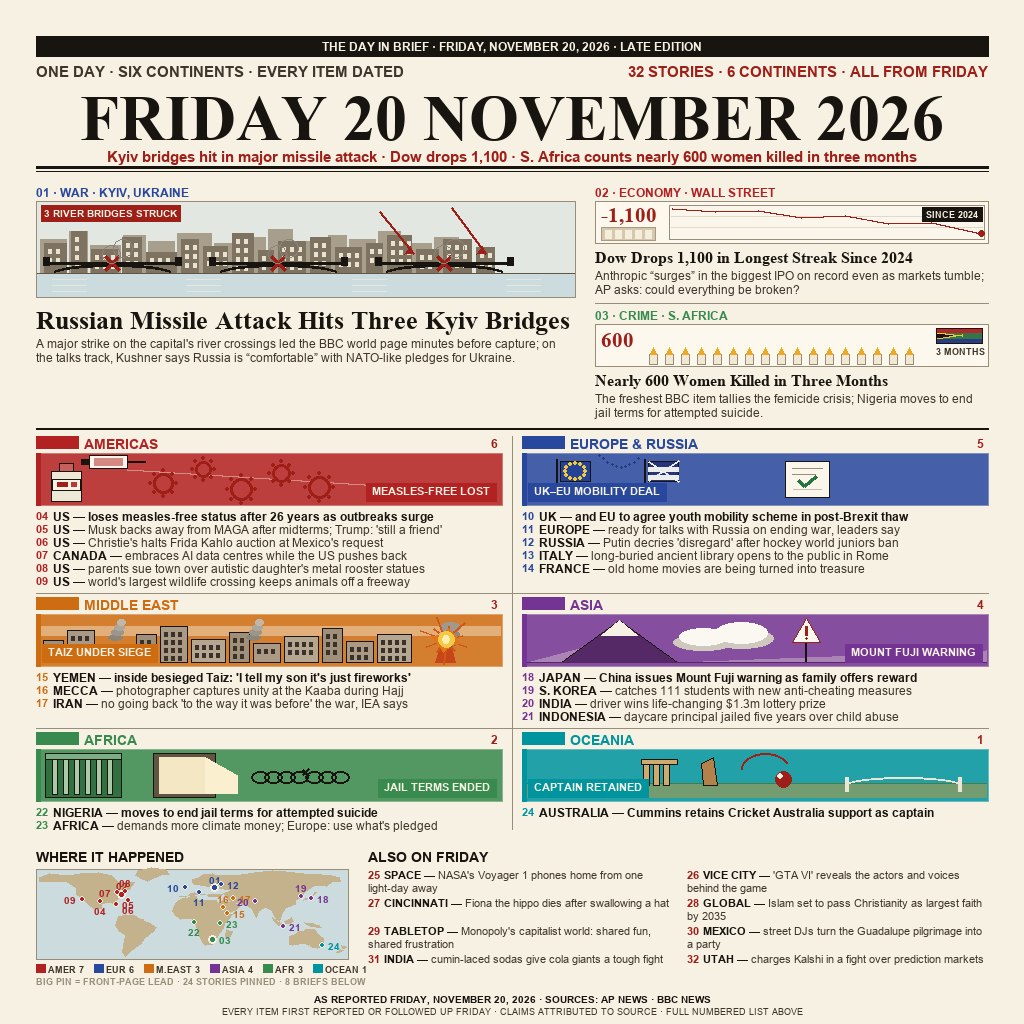 THE DAY IN BRIEF · FRIDAY, NOVEMBER 20, 2026 · LATE EDITION
ONE DAY · SIX CONTINENTS · EVERY ITEM DATED
32 STORIES · 6 CONTINENTS · ALL FROM FRIDAY
FRIDAY 20 NOVEMBER 2026
Kyiv bridges hit in major missile attack · Dow drops 1,100 · S. Africa counts nearly 600 women killed in three months
01 · WAR · KYIV, UKRAINE
3 RIVER BRIDGES STRUCK
Russian Missile Attack Hits Three Kyiv Bridges
A major strike on the capital's river crossings led the BBC world page minutes before capture; on
the talks track, Kushner says Russia is “comfortable” with NATO-like pledges for Ukraine.
02 · ECONOMY · WALL STREET
-1,100
SINCE 2024
Dow Drops 1,100 in Longest Streak Since 2024
Anthropic “surges” in the biggest IPO on record even as markets tumble;
AP asks: could everything be broken?
03 · CRIME · S. AFRICA
600
3 MONTHS
Nearly 600 Women Killed in Three Months
The freshest BBC item tallies the femicide crisis; Nigeria moves to end
jail terms for attempted suicide.
AMERICAS 6
MEASLES-FREE LOST
04 US — loses measles-free status after 26 years as outbreaks surge
05 US — Musk backs away from MAGA after midterms; Trump: 'still a friend'
06 US — Christie's halts Frida Kahlo auction at Mexico's request
07 CANADA — embraces AI data centres while the US pushes back
08 US — parents sue town over autistic daughter's metal rooster statues
09 US — world's largest wildlife crossing keeps animals off a freeway
EUROPE & RUSSIA 5
UK–EU MOBILITY DEAL
10 UK — and EU to agree youth mobility scheme in post-Brexit thaw
11 EUROPE — ready for talks with Russia on ending war, leaders say
12 RUSSIA — Putin decries 'disregard' after hockey world juniors ban
13 ITALY — long-buried ancient library opens to the public in Rome
14 FRANCE — old home movies are being turned into treasure
MIDDLE EAST 3
TAIZ UNDER SIEGE
15 YEMEN — inside besieged Taiz: 'I tell my son it's just fireworks'
16 MECCA — photographer captures unity at the Kaaba during Hajj
17 IRAN — no going back 'to the way it was before' the war, IEA says
ASIA 4
MOUNT FUJI WARNING
18 JAPAN — China issues Mount Fuji warning as family offers reward
19 S. KOREA — catches 111 students with new anti-cheating measures
20 INDIA — driver wins life-changing $1.3m lottery prize
21 INDONESIA — daycare principal jailed five years over child abuse
AFRICA 2
JAIL TERMS ENDED
22 NIGERIA — moves to end jail terms for attempted suicide
23 AFRICA — demands more climate money; Europe: use what's pledged
OCEANIA 1
CAPTAIN RETAINED
24 AUSTRALIA — Cummins retains Cricket Australia support as captain
WHERE IT HAPPENED
09
07
04
06
10
01
12
11
20
15
19
18
22
23
03
21
24
AMER 7 EUR 6 M.EAST 3 ASIA 4 AFR 3 OCEAN 1
BIG PIN = FRONT-PAGE LEAD · 24 STORIES PINNED · 8 BRIEFS BELOW
ALSO ON FRIDAY
25 SPACE — NASA's Voyager 1 phones home from one
light-day away
26 VICE CITY — 'GTA VI' reveals the actors and voices
behind the game
27 CINCINNATI — Fiona the hippo dies after swallowing a hat
28 GLOBAL — Islam set to pass Christianity as largest faith
by 2035
29 TABLETOP — Monopoly's capitalist world: shared fun,
shared frustration
30 MEXICO — street DJs turn the Guadalupe pilgrimage into
a party
31 INDIA — cumin-laced sodas give cola giants a tough fight
32 UTAH — charges Kalshi in a fight over prediction markets
AS REPORTED FRIDAY, NOVEMBER 20, 2026 · SOURCES: AP NEWS · BBC NEWS
EVERY ITEM FIRST REPORTED OR FOLLOWED UP FRIDAY · CLAIMS ATTRIBUTED TO SOURCE · FULL NUMBERED LIST ABOVE